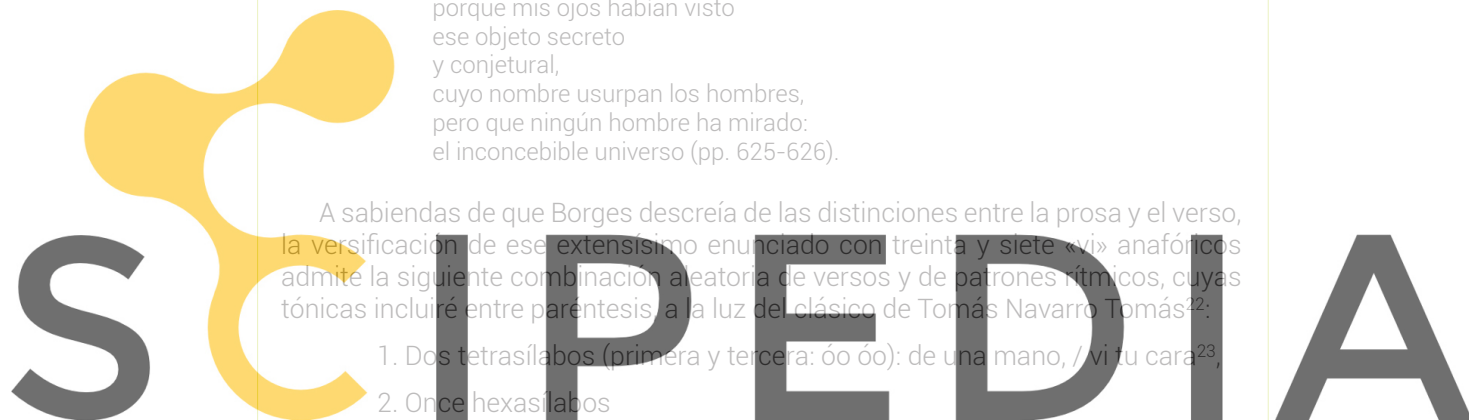 porque mis ojos habían visto
ese objeto secreto
y conjetural,
cuyo nombre usurpan los hombres,
pero que ningún hombre ha mirado:
el inconcebible universo (pp. 625-626).
A sabiendas de que Borges descreía de las distinciones entre la prosa y el verso,
la versificación de ese extensísimo enunciado con treinta y siete «vi» anafóricos
admite la siguiente combinación aleatoria de versos y de patrones rítmicos, cuyas
tónicas incluiré entre paréntesis, a la luz del clásico de Tomás Navarro Tomás²²:
1. Dos tetrasílabos (primera y tercera: óo óo): de una mano, / vi tu cara²³,
2. Once hexasílabos
SCIPEDIA